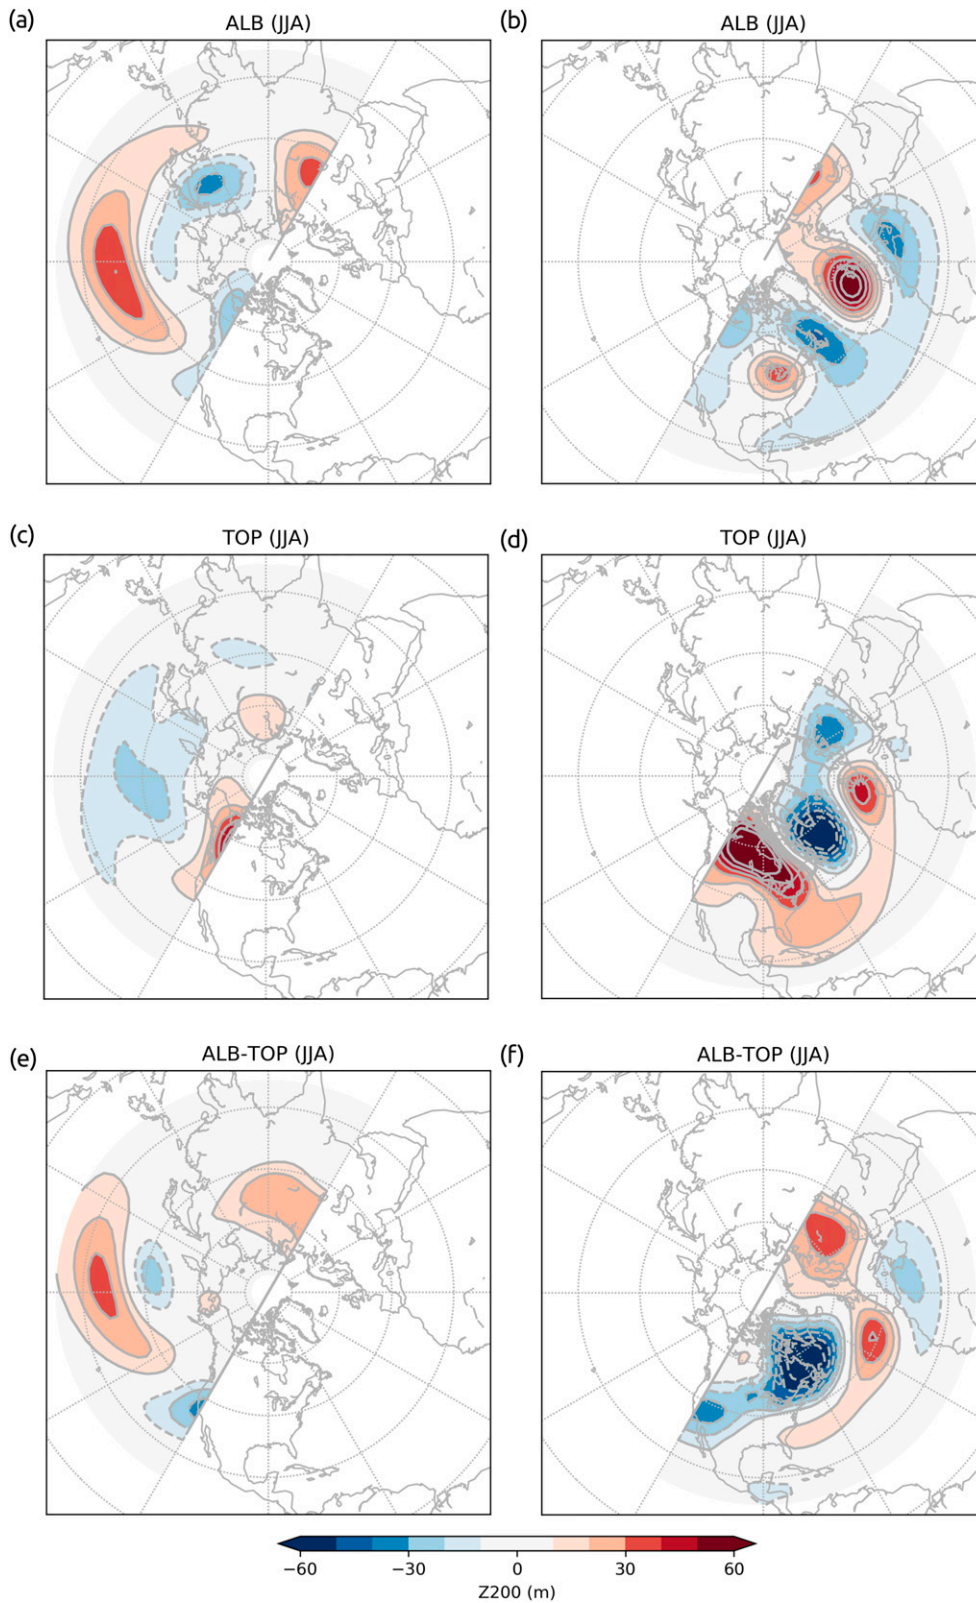 (a) ALB (JJA)
(b) ALB (JJA)
(c) TOP (JJA)
(d) TOP (JJA)
(e) ALB-TOP (JJA)
(f) ALB-TOP (JJA)
−60 −30 0 30 60
Z200 (m)